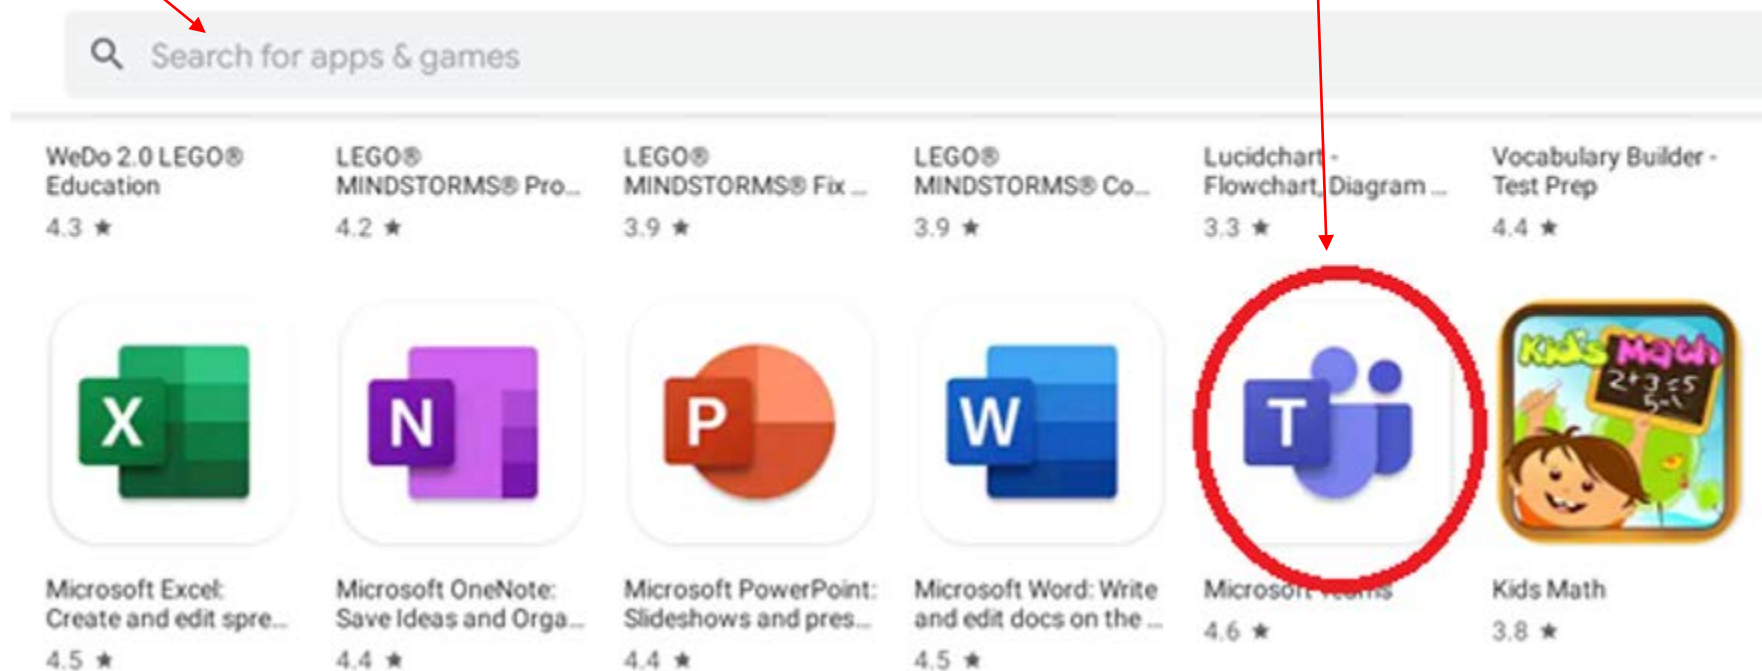 Search for apps & games
WeDo 2.0 LEGO®
Education
4.3 ★
LEGO®
MINDSTORMS® Pro...
4.2 ★
LEGO®
MINDSTORMS® Fix ...
3.9 ★
LEGO®
MINDSTORMS® Co...
3.9 ★
Lucidchart -
Flowchart, Diagram ...
3.3 ★
Vocabulary Builder -
Test Prep
4.4 ★
X
Microsoft Excel:
Create and edit spre...
4.5 ★
N
Microsoft OneNote:
Save Ideas and Orga...
4.4 ★
P
Microsoft PowerPoint:
Slideshows and pres...
4.4 ★
W
Microsoft Word: Write
and edit docs on the ...
4.5 ★
T
Microsoft Teams
4.6 ★
Kids Math
2+3=5
Kids Math
3.8 ★